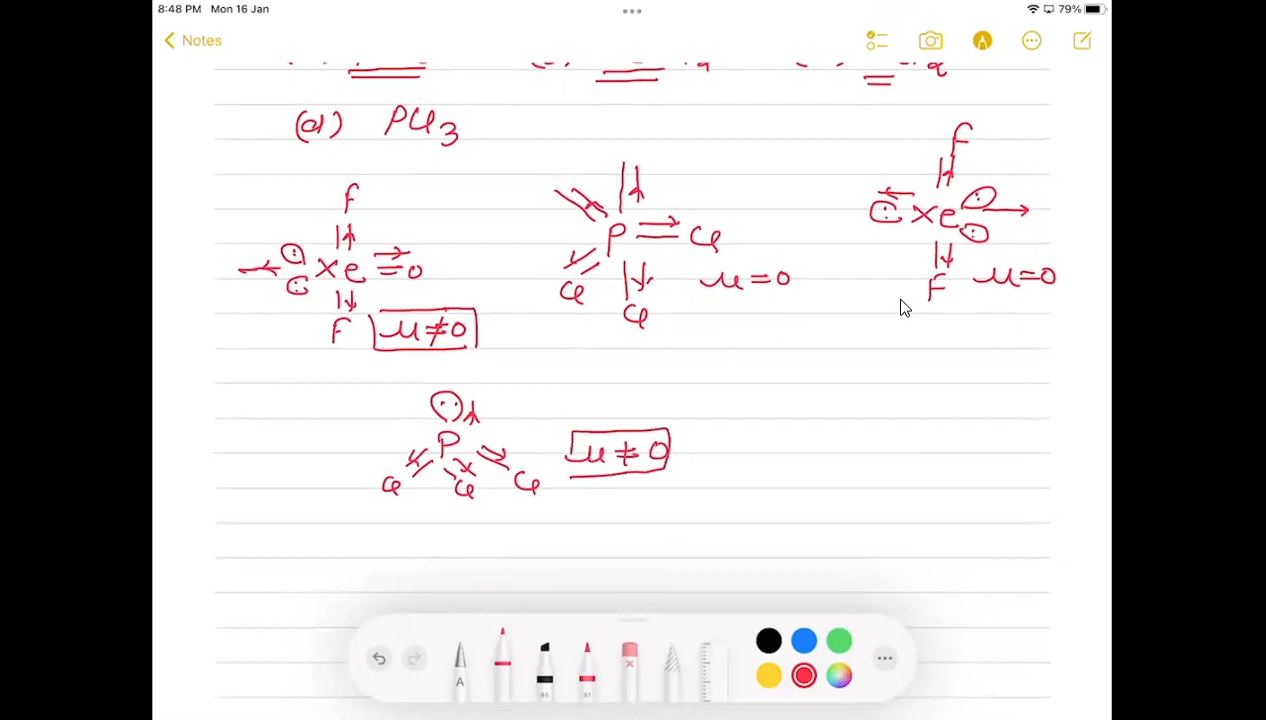 8:48 PM Mon 16 Jan
79%
Notes
(d) PCl3
F
Xe = O
F
μ ≠ 0
P
Cl
Cl
Cl
μ = 0
F
Xe
F
μ = 0
P
Cl
Cl
Cl
μ ≠ 0
A